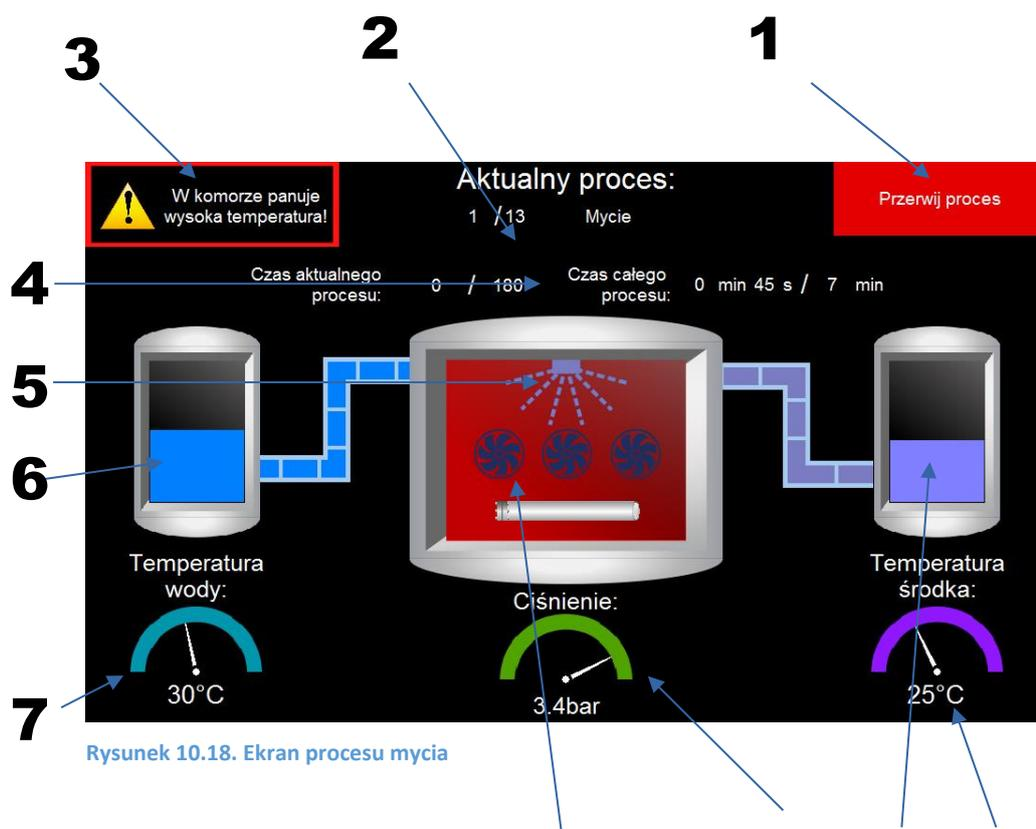 3
2
1
W komorze panuje
wysoka temperatura!
Aktualny proces:
1 / 13 Mycie
Przerwij proces
4
Czas aktualnego
procesu:
0 / 180
Czas całego
procesu:
0 min 45 s / 7 min
5
6
Temperatura
wody:
30°C
Ciśnienie:
3.4bar
Temperatura
środka:
25°C
7
Rysunek 10.18. Ekran procesu mycia